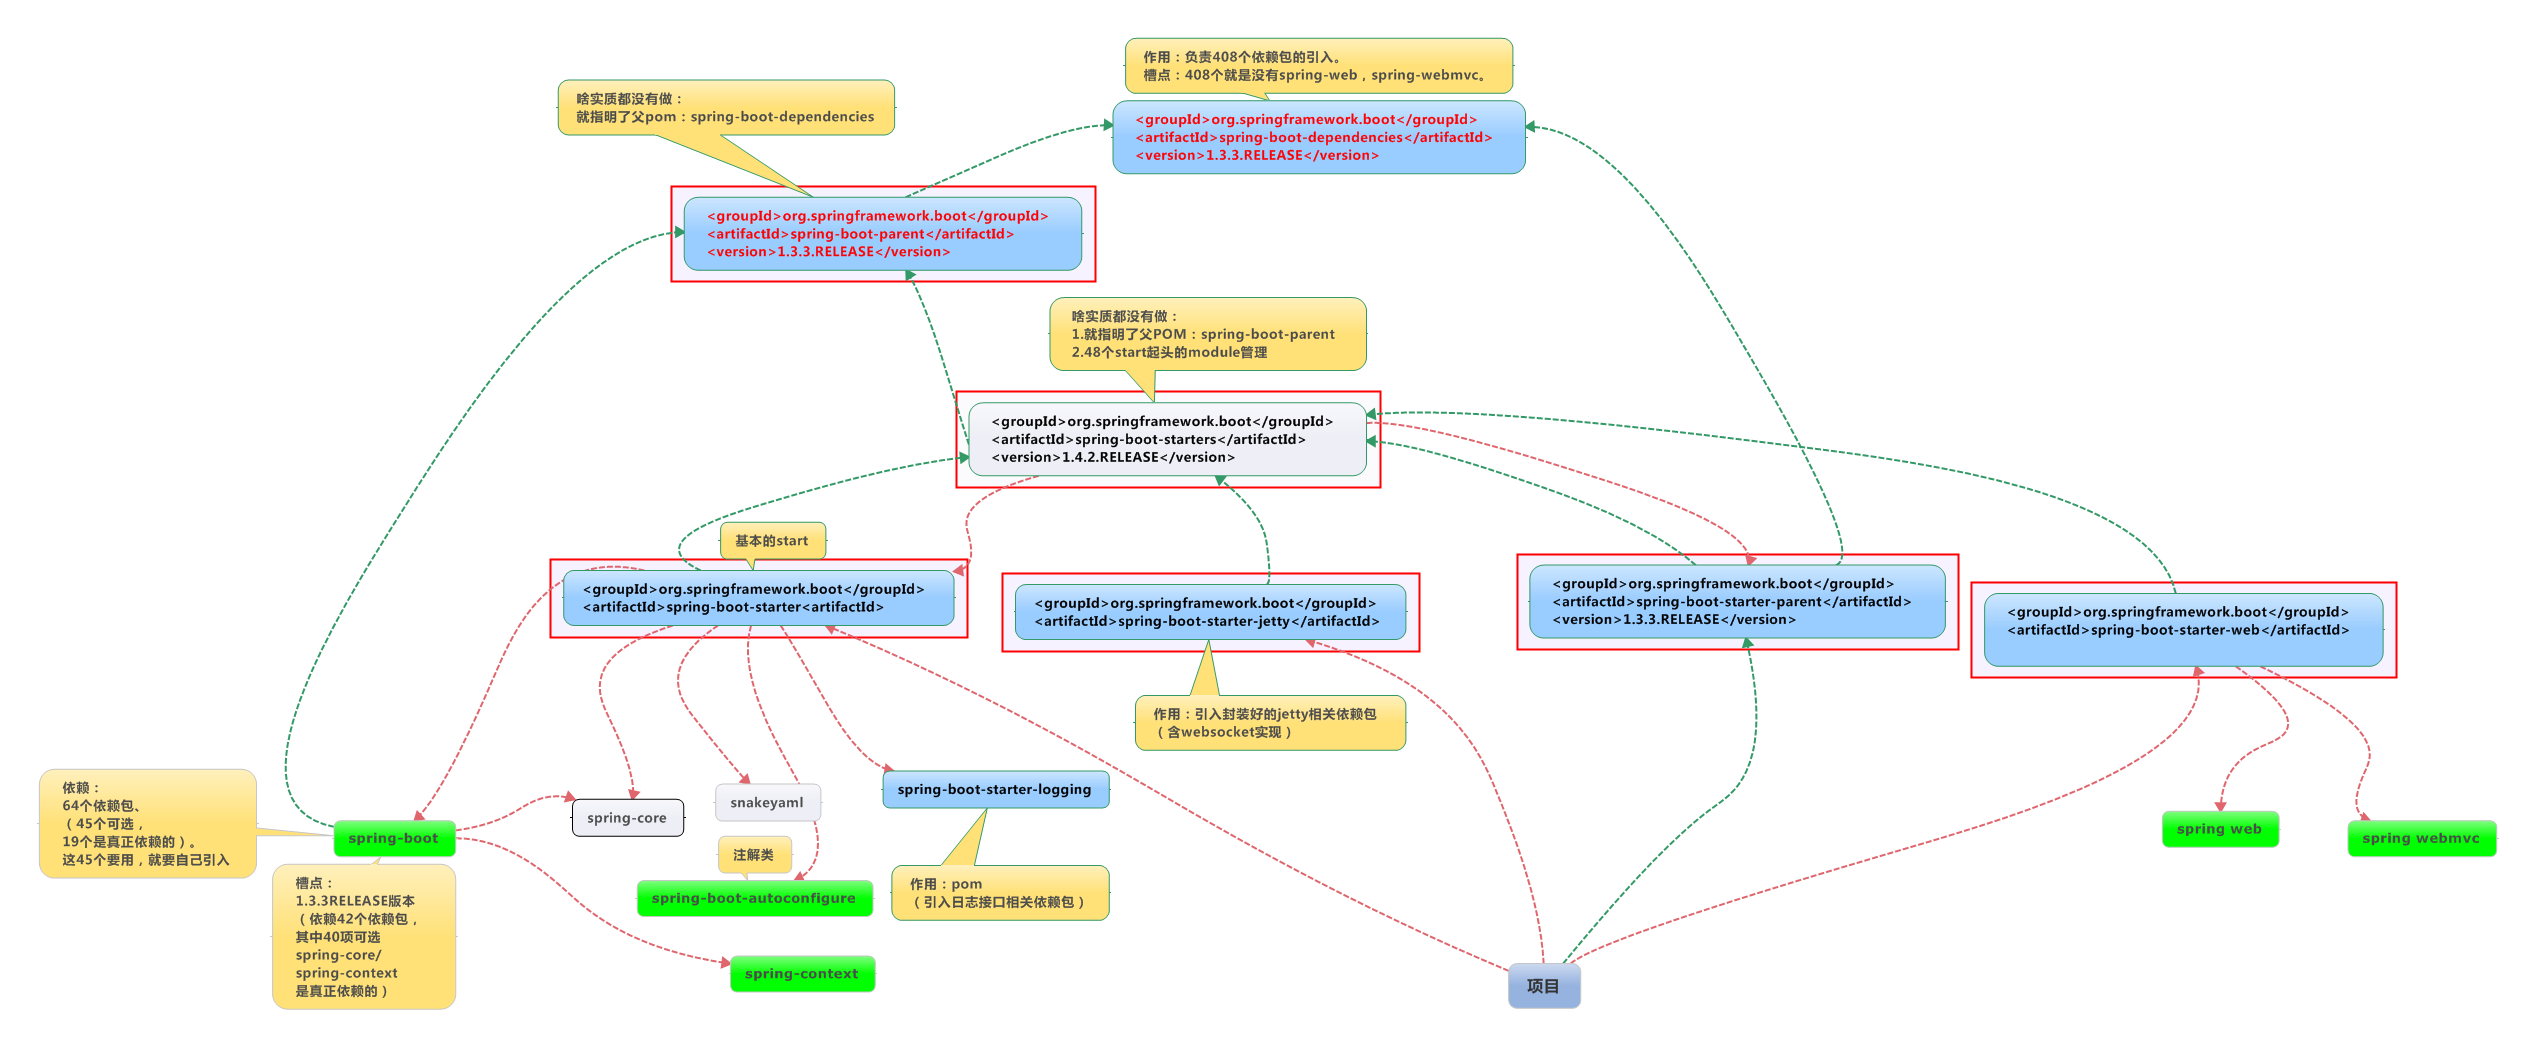 作用：负责408个依赖包的引入。
槽点：408个就是没有spring-web，spring-webmvc。
啥实质都没有做：
就指明了父pom：spring-boot-dependencies
<groupId>org.springframework.boot</groupId>
<artifactId>spring-boot-dependencies</artifactId>
<version>1.3.3.RELEASE</version>
<groupId>org.springframework.boot</groupId>
<artifactId>spring-boot-parent</artifactId>
<version>1.3.3.RELEASE</version>
啥实质都没有做：
1.就指明了父POM：spring-boot-parent
2.48个start起头的module管理
<groupId>org.springframework.boot</groupId>
<artifactId>spring-boot-starters</artifactId>
<version>1.4.2.RELEASE</version>
基本的start
<groupId>org.springframework.boot</groupId>
<artifactId>spring-boot-starter<artifactId>
<groupId>org.springframework.boot</groupId>
<artifactId>spring-boot-starter-jetty</artifactId>
<groupId>org.springframework.boot</groupId>
<artifactId>spring-boot-starter-parent</artifactId>
<version>1.3.3.RELEASE</version>
<groupId>org.springframework.boot</groupId>
<artifactId>spring-boot-starter-web</artifactId>
作用：引入封装好的jetty相关依赖包
（含websocket实现）
依赖：
64个依赖包、
（45个可选，
19个是真正依赖的）。
这45个要用，就要自己引入
spring-boot
spring-core
snakeyaml
spring-boot-starter-logging
spring web
spring webmvc
注解类
spring-boot-autoconfigure
作用：pom
（引入日志接口相关依赖包）
槽点：
1.3.3RELEASE版本
（依赖42个依赖包，
其中40项可选
spring-core/
spring-context
是真正依赖的）
spring-context
项目